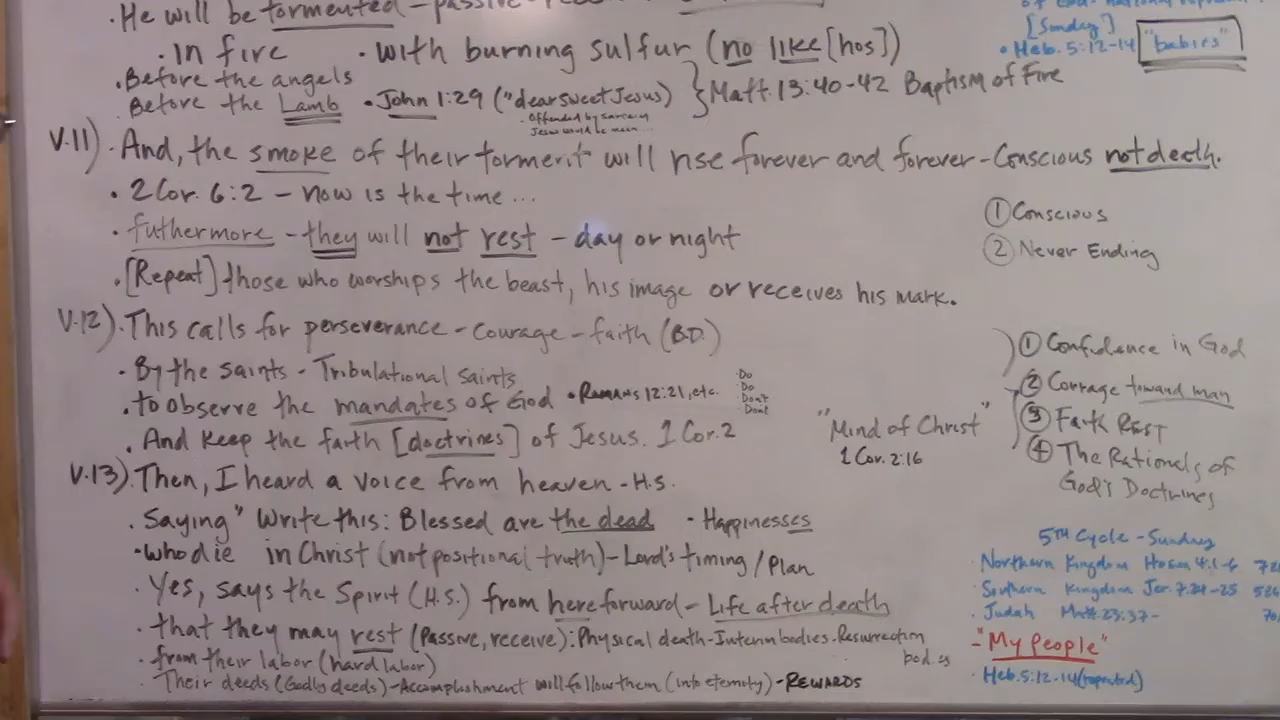 • He will be tormented - passive -
• In fire • with burning sulfur (no like [hos])
• Before the angels
Before the Lamb • John 1:29 ("dear sweet Jesus) } Matt. 13:40-42 Baptism of Fire
• Offended by sarcasm
Jesus would be mean...
V.11) • And, the smoke of their torment will rise forever and forever - Conscious not death.
• 2 Cor. 6:2 - now is the time ...
• futhermore - they will not rest - day or night
• [Repeat] those who worships the beast, his image or receives his mark.
V.12) • This calls for perseverance - Courage - faith (B.D.)
• By the saints - Tribulational Saints
• to observe the mandates of God • Romans 12:21, etc.
• Do
• Do
• Don't
• Don't
• And keep the faith [doctrines] of Jesus. 1 Cor. 2
V.13) • Then, I heard a voice from heaven - H.S.
• Saying " Write this: Blessed are the dead • Happinesses
• who die in Christ (not positional truth) - Lord's timing / Plan
• Yes, says the Spirit (H.S.) from here forward - Life after death
• that they may rest (Passive, receive): Physical death - Interim bodies - Resurrection
bodies
• from their labor (hard labor)
• Their deeds (Godly deeds) - Accomplishment will follow them (into eternity) - REWARDS
[Sunday]
• Heb. 5:12-14 "babies"
① Conscious
② Never Ending
① Confidence in God
② Courage toward man
③ Faith Rest
④ The Rationals of
God's Doctrines
"Mind of Christ"
1 Cor. 2:16
5TH Cycle - Sunday
• Northern Kingdom Hosea 4:1-6
• Southern Kingdom Jer. 7:24-25
• Judah Matt. 23:37-
- "My People"
• Heb. 5:12-14 (repeated)